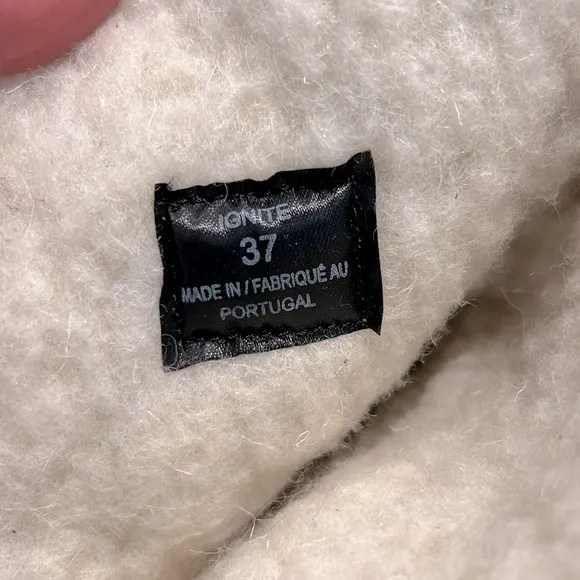 IGNITE
37
MADE IN / FABRIQUÉ AU
PORTUGAL